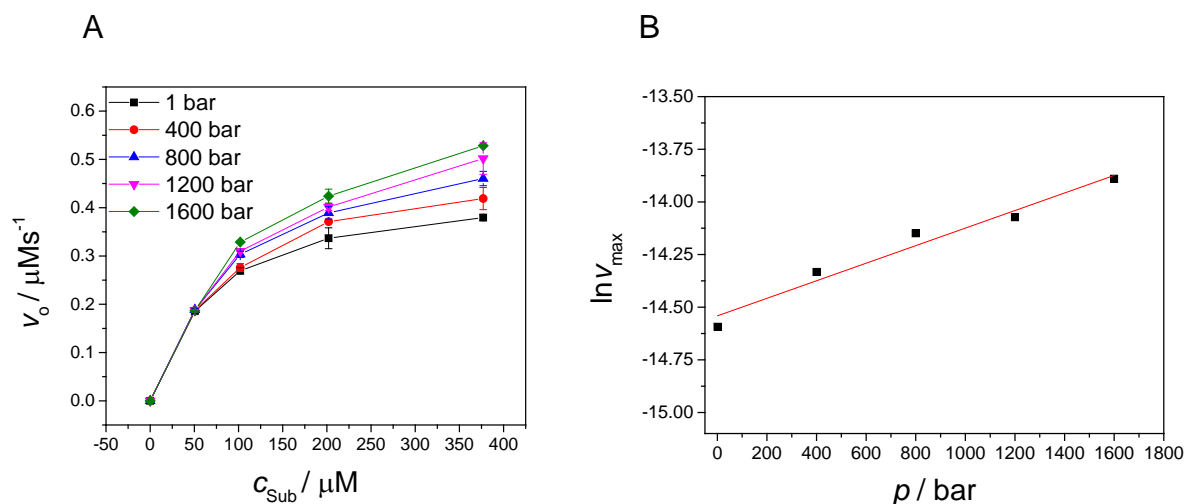 A
0.6
0.5
0.4
0.3
0.2
0.1
0.0
v₀ / μMs⁻¹
1 bar
400 bar
800 bar
1200 bar
1600 bar
-50 0 50 100 150 200 250 300 350 400
c_Sub / μM
B
-13.50
-13.75
-14.00
-14.25
-14.50
-14.75
-15.00
ln v_max
0 200 400 600 800 1000 1200 1400 1600 1800
p / bar